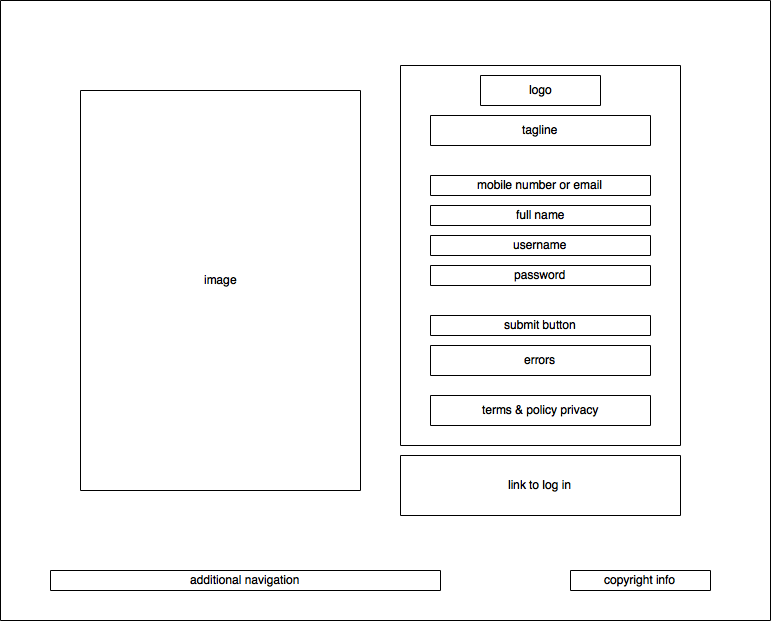 logo
tagline
mobile number or email
full name
username
password
image
submit button
errors
terms & policy privacy
link to log in
additional navigation
copyright info